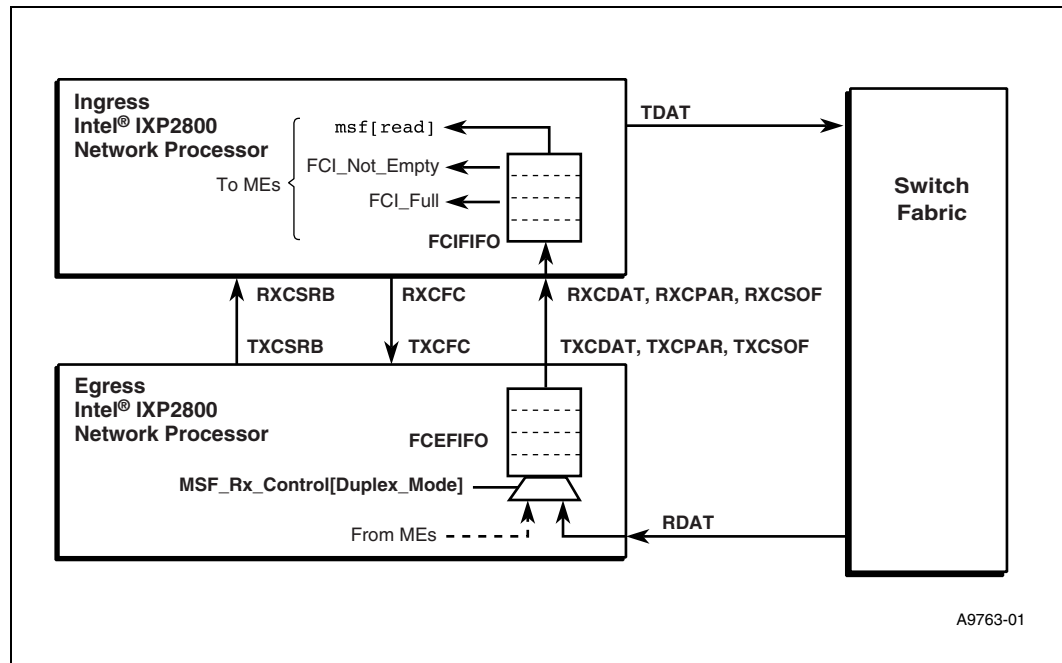 Ingress
Intel® IXP2800
Network Processor
To MEs
msf[read]
FCI_Not_Empty
FCI_Full
FCIFIFO
TDAT
Switch
Fabric
RXCSRB
RXCFC
RXCDAT, RXCPAR, RXCSOF
TXCSRB
TXCFC
TXCDAT, TXCPAR, TXCSOF
Egress
Intel® IXP2800
Network Processor
FCEFIFO
MSF_Rx_Control[Duplex_Mode]
From MEs
RDAT
A9763-01